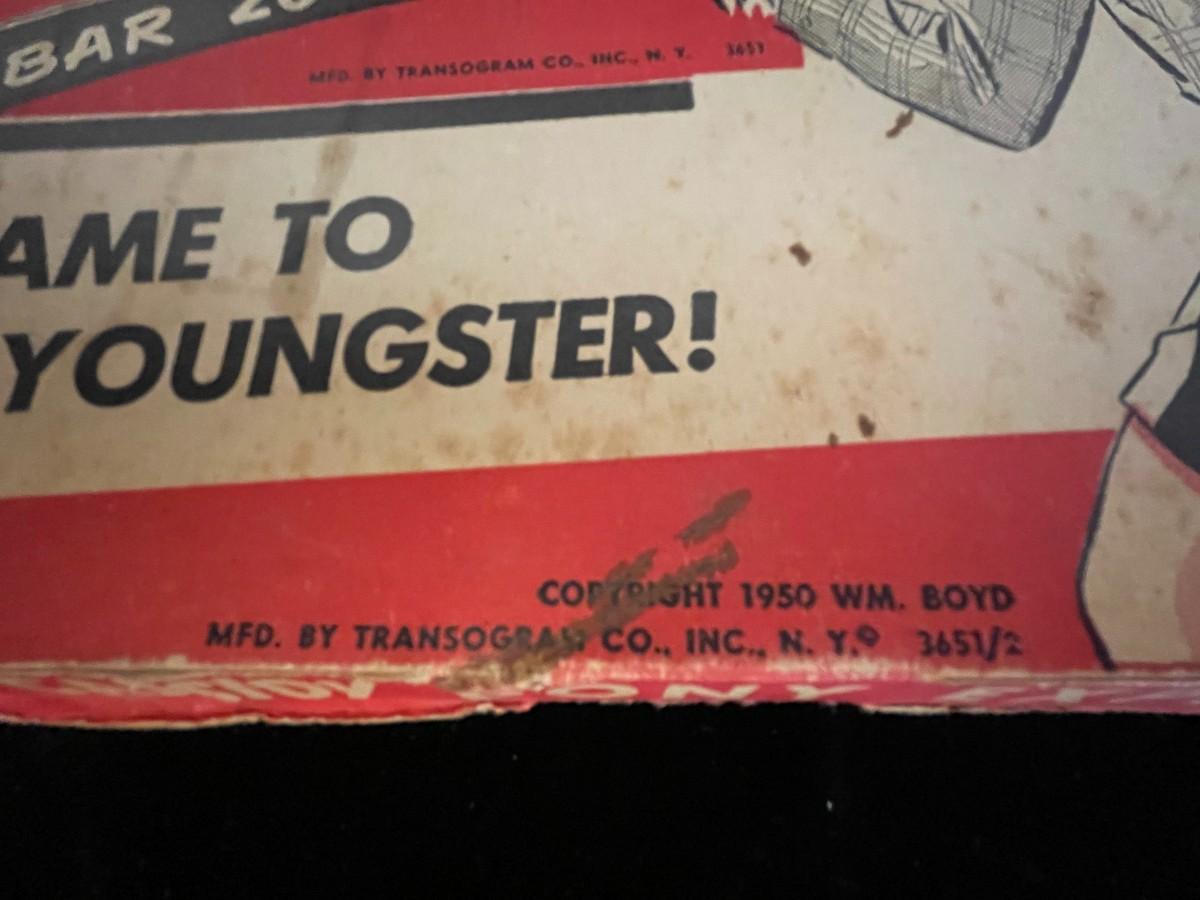 BAR 20
MFD. BY TRANSOGRAM CO., INC., N. Y. 3651
AME TO
YOUNGSTER!
COPYRIGHT 1950 WM. BOYD
MFD. BY TRANSOGRAM CO., INC., N. Y. 3651/2
PONY